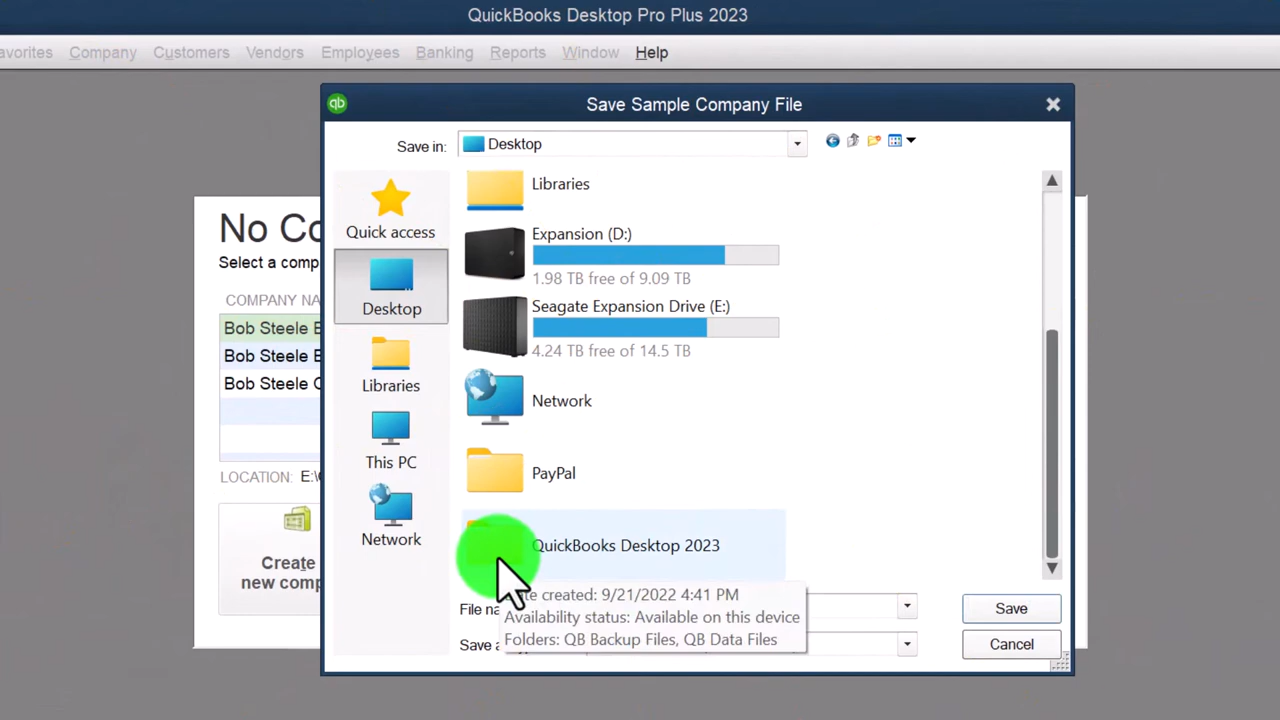 QuickBooks Desktop Pro Plus 2023
avorites Company Customers Vendors Employees Banking Reports Window Help
qb Save Sample Company File
Save in: Desktop
Libraries
Quick access
Expansion (D:)
1.98 TB free of 9.09 TB
Desktop
Seagate Expansion Drive (E:)
4.24 TB free of 14.5 TB
Libraries
Network
This PC
PayPal
Network
QuickBooks Desktop 2023
te created: 9/21/2022 4:41 PM
Availability status: Available on this device
Folders: QB Backup Files, QB Data Files
File na
Save a
Save
Cancel
No Co
Select a comp
COMPANY NA
Bob Steele E
Bob Steele E
Bob Steele C
LOCATION: E:\
Create
new comp